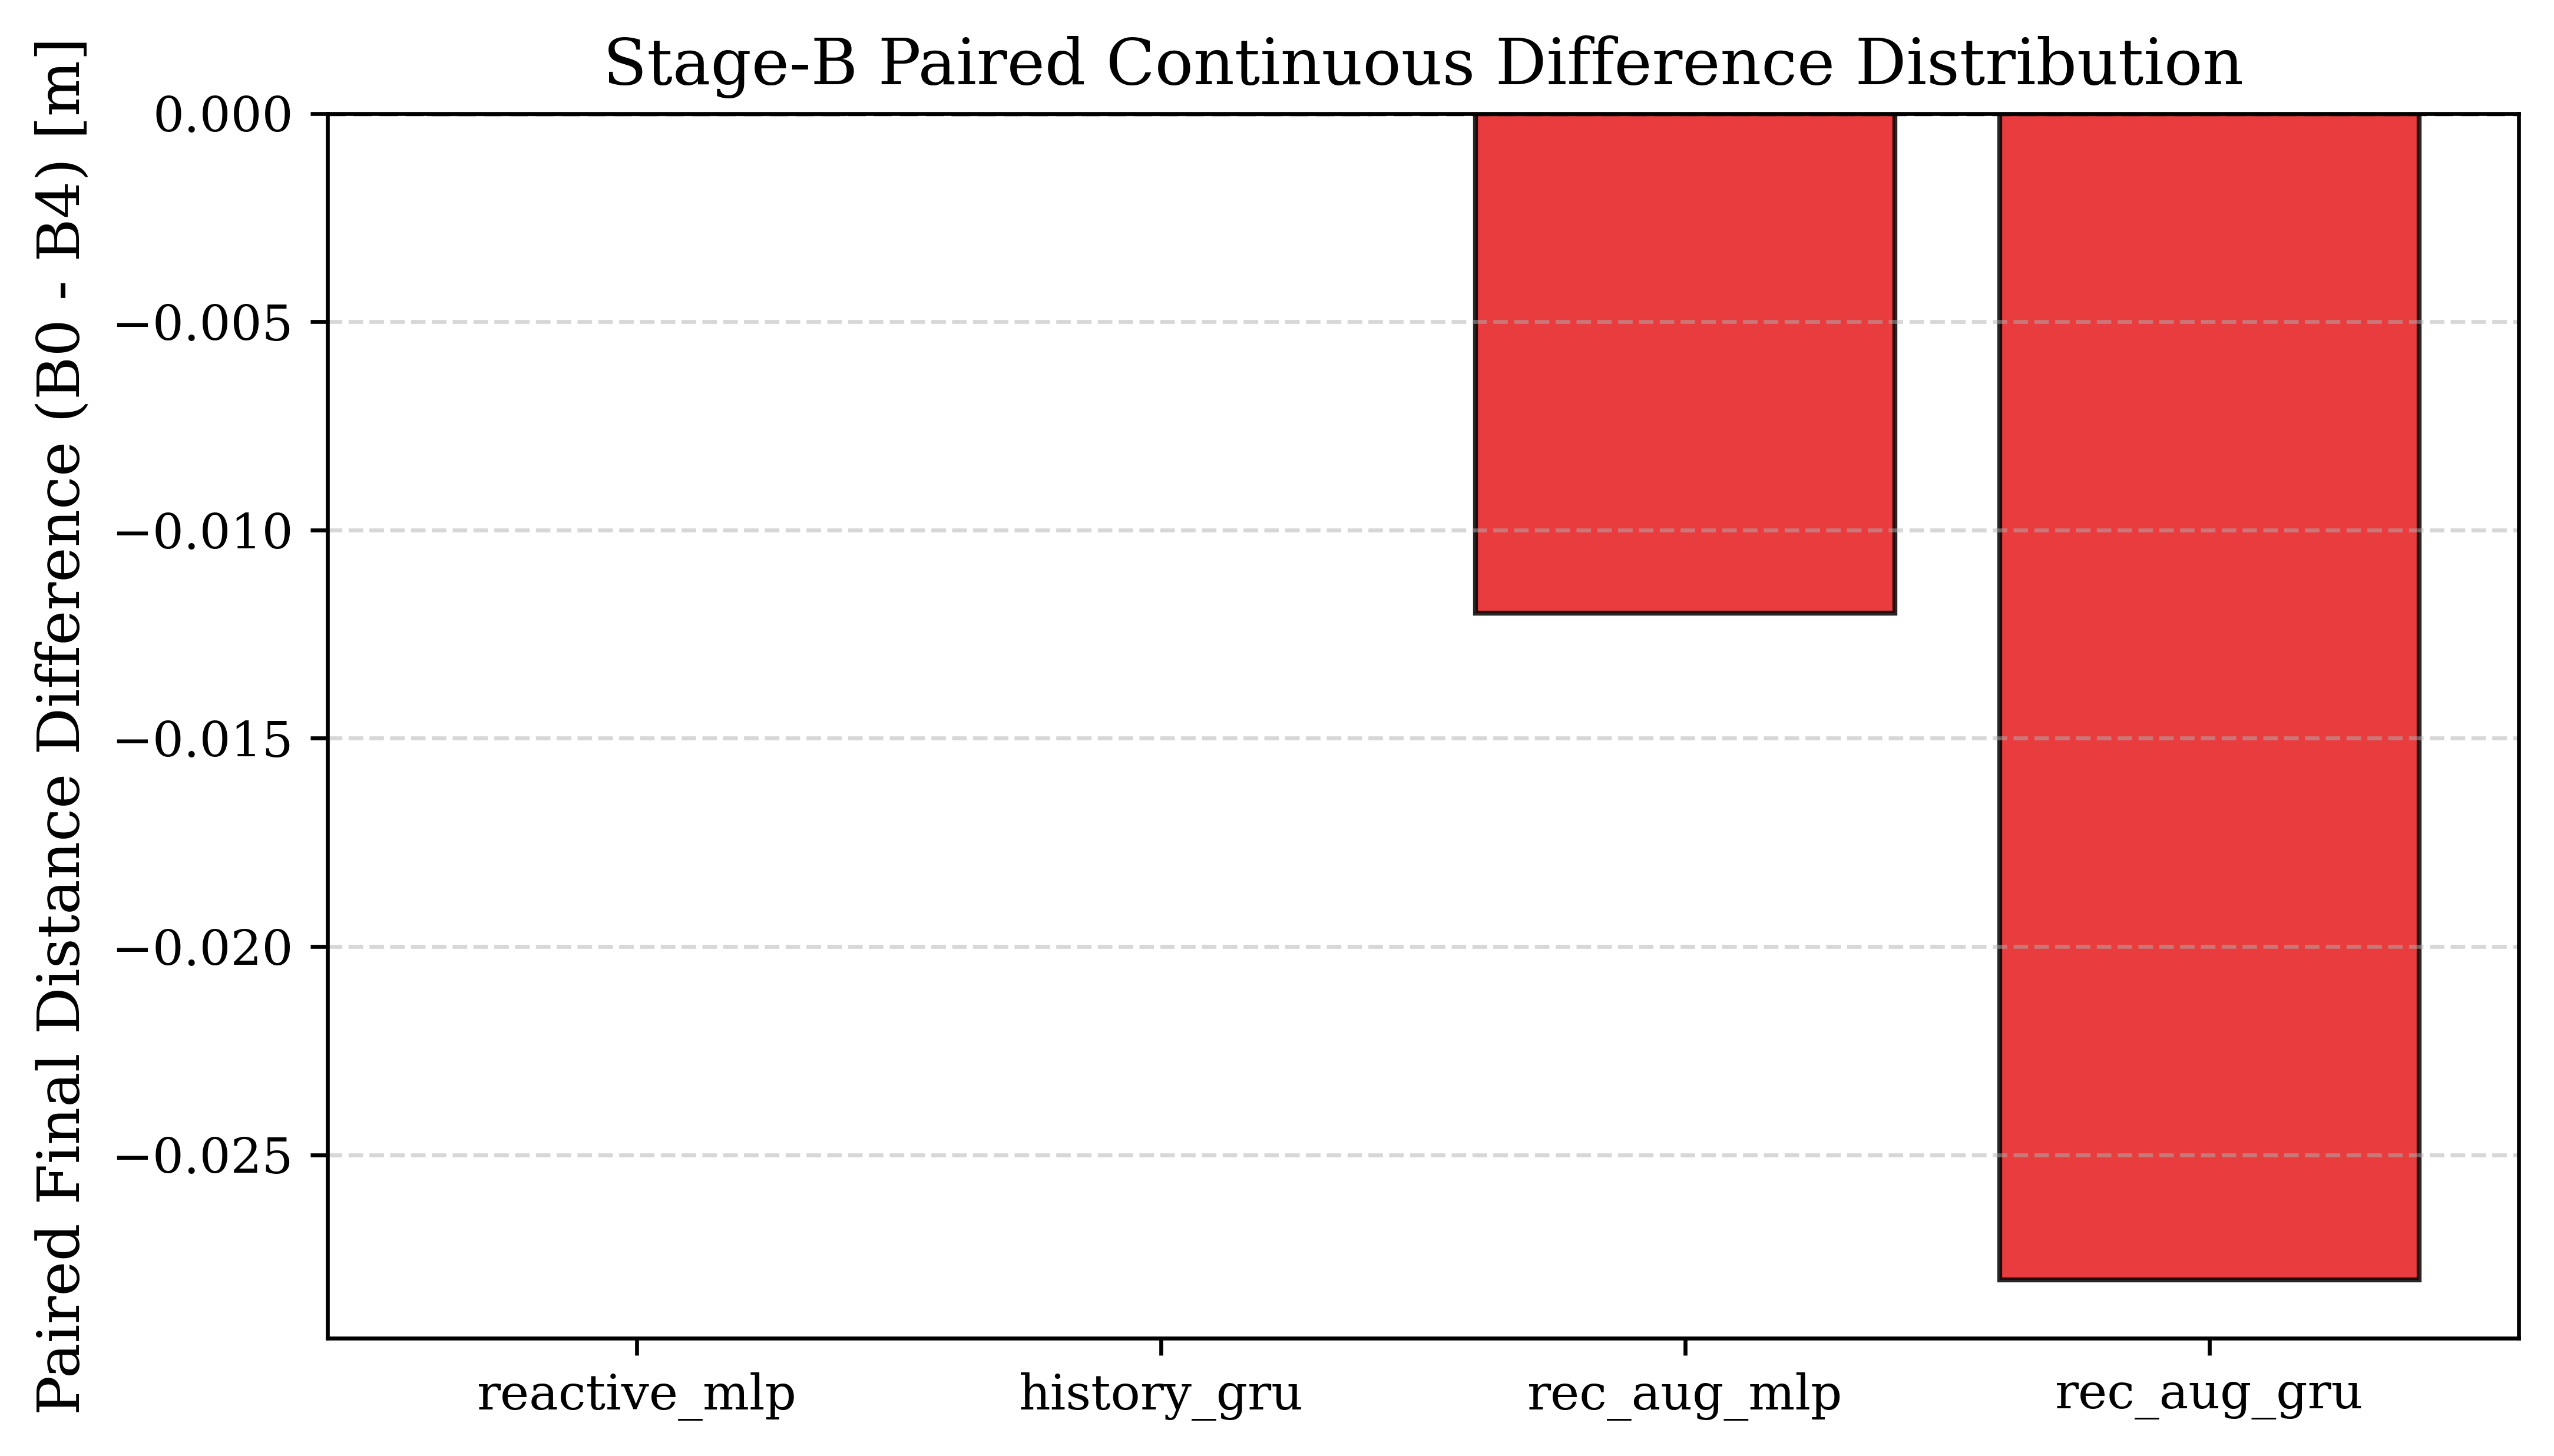 Stage-B Paired Continuous Difference Distribution
Paired Final Distance Difference (B0 - B4) [m]
0.000
−0.005
−0.010
−0.015
−0.020
−0.025
reactive_mlp
history_gru
rec_aug_mlp
rec_aug_gru